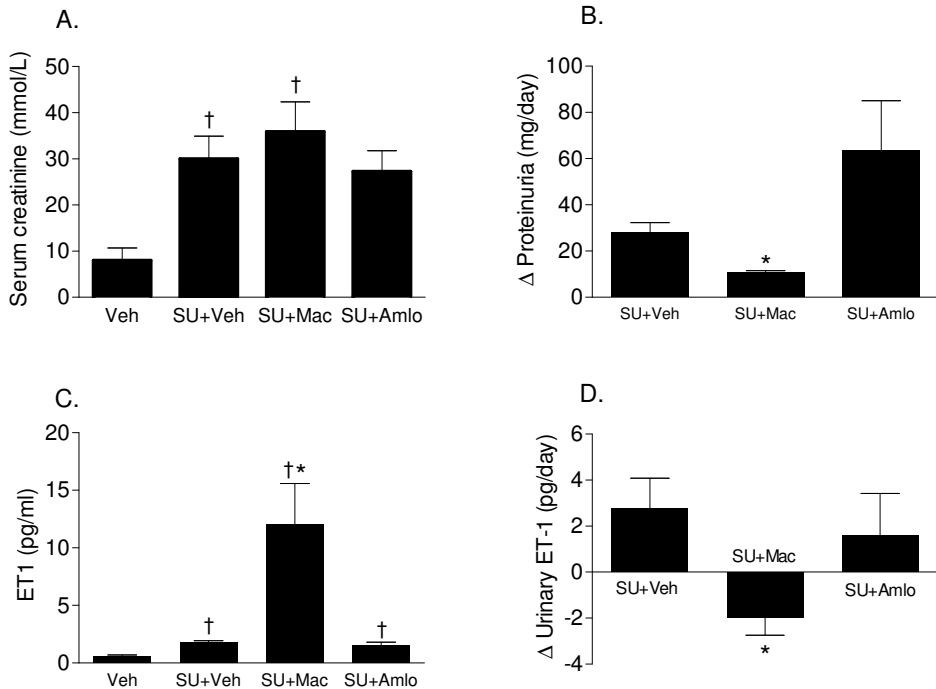 A.
Serum creatinine (mmol/L)
50
40
30
20
10
0
†
†
Veh
SU+Veh
SU+Mac
SU+Amlo
B.
Δ Proteinuria (mg/day)
100
80
60
40
20
0
*
SU+Veh
SU+Mac
SU+Amlo
C.
ET1 (pg/ml)
20
15
10
5
0
†
†*
†
Veh
SU+Veh
SU+Mac
SU+Amlo
D.
Δ Urinary ET-1 (pg/day)
6
4
2
0
-2
-4
SU+Mac
SU+Veh
SU+Amlo
*